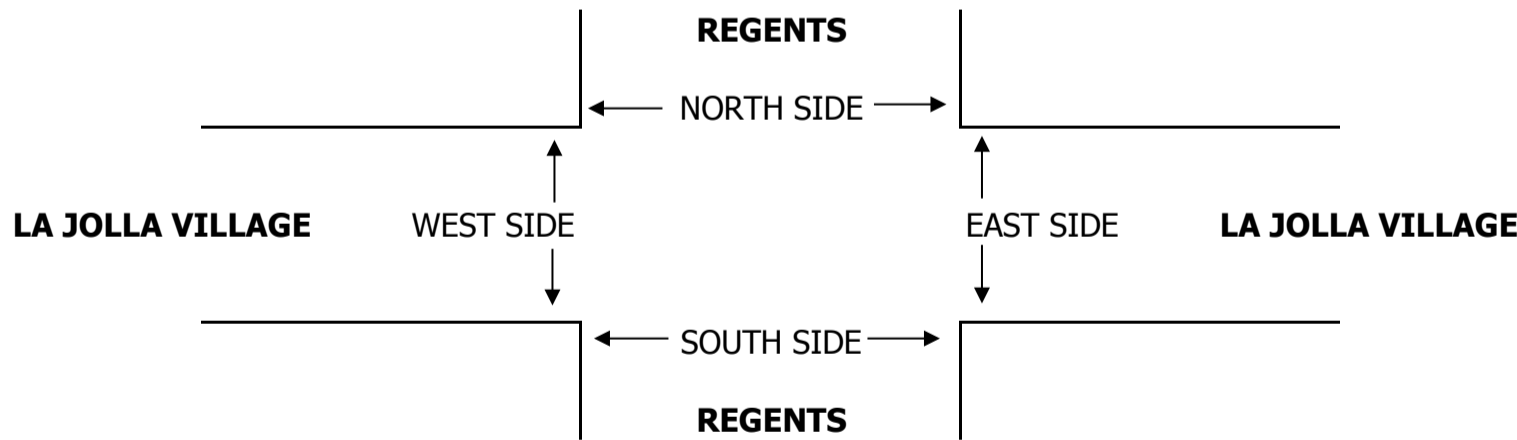 REGENTS
NORTH SIDE
LA JOLLA VILLAGE
WEST SIDE
EAST SIDE
LA JOLLA VILLAGE
SOUTH SIDE
REGENTS